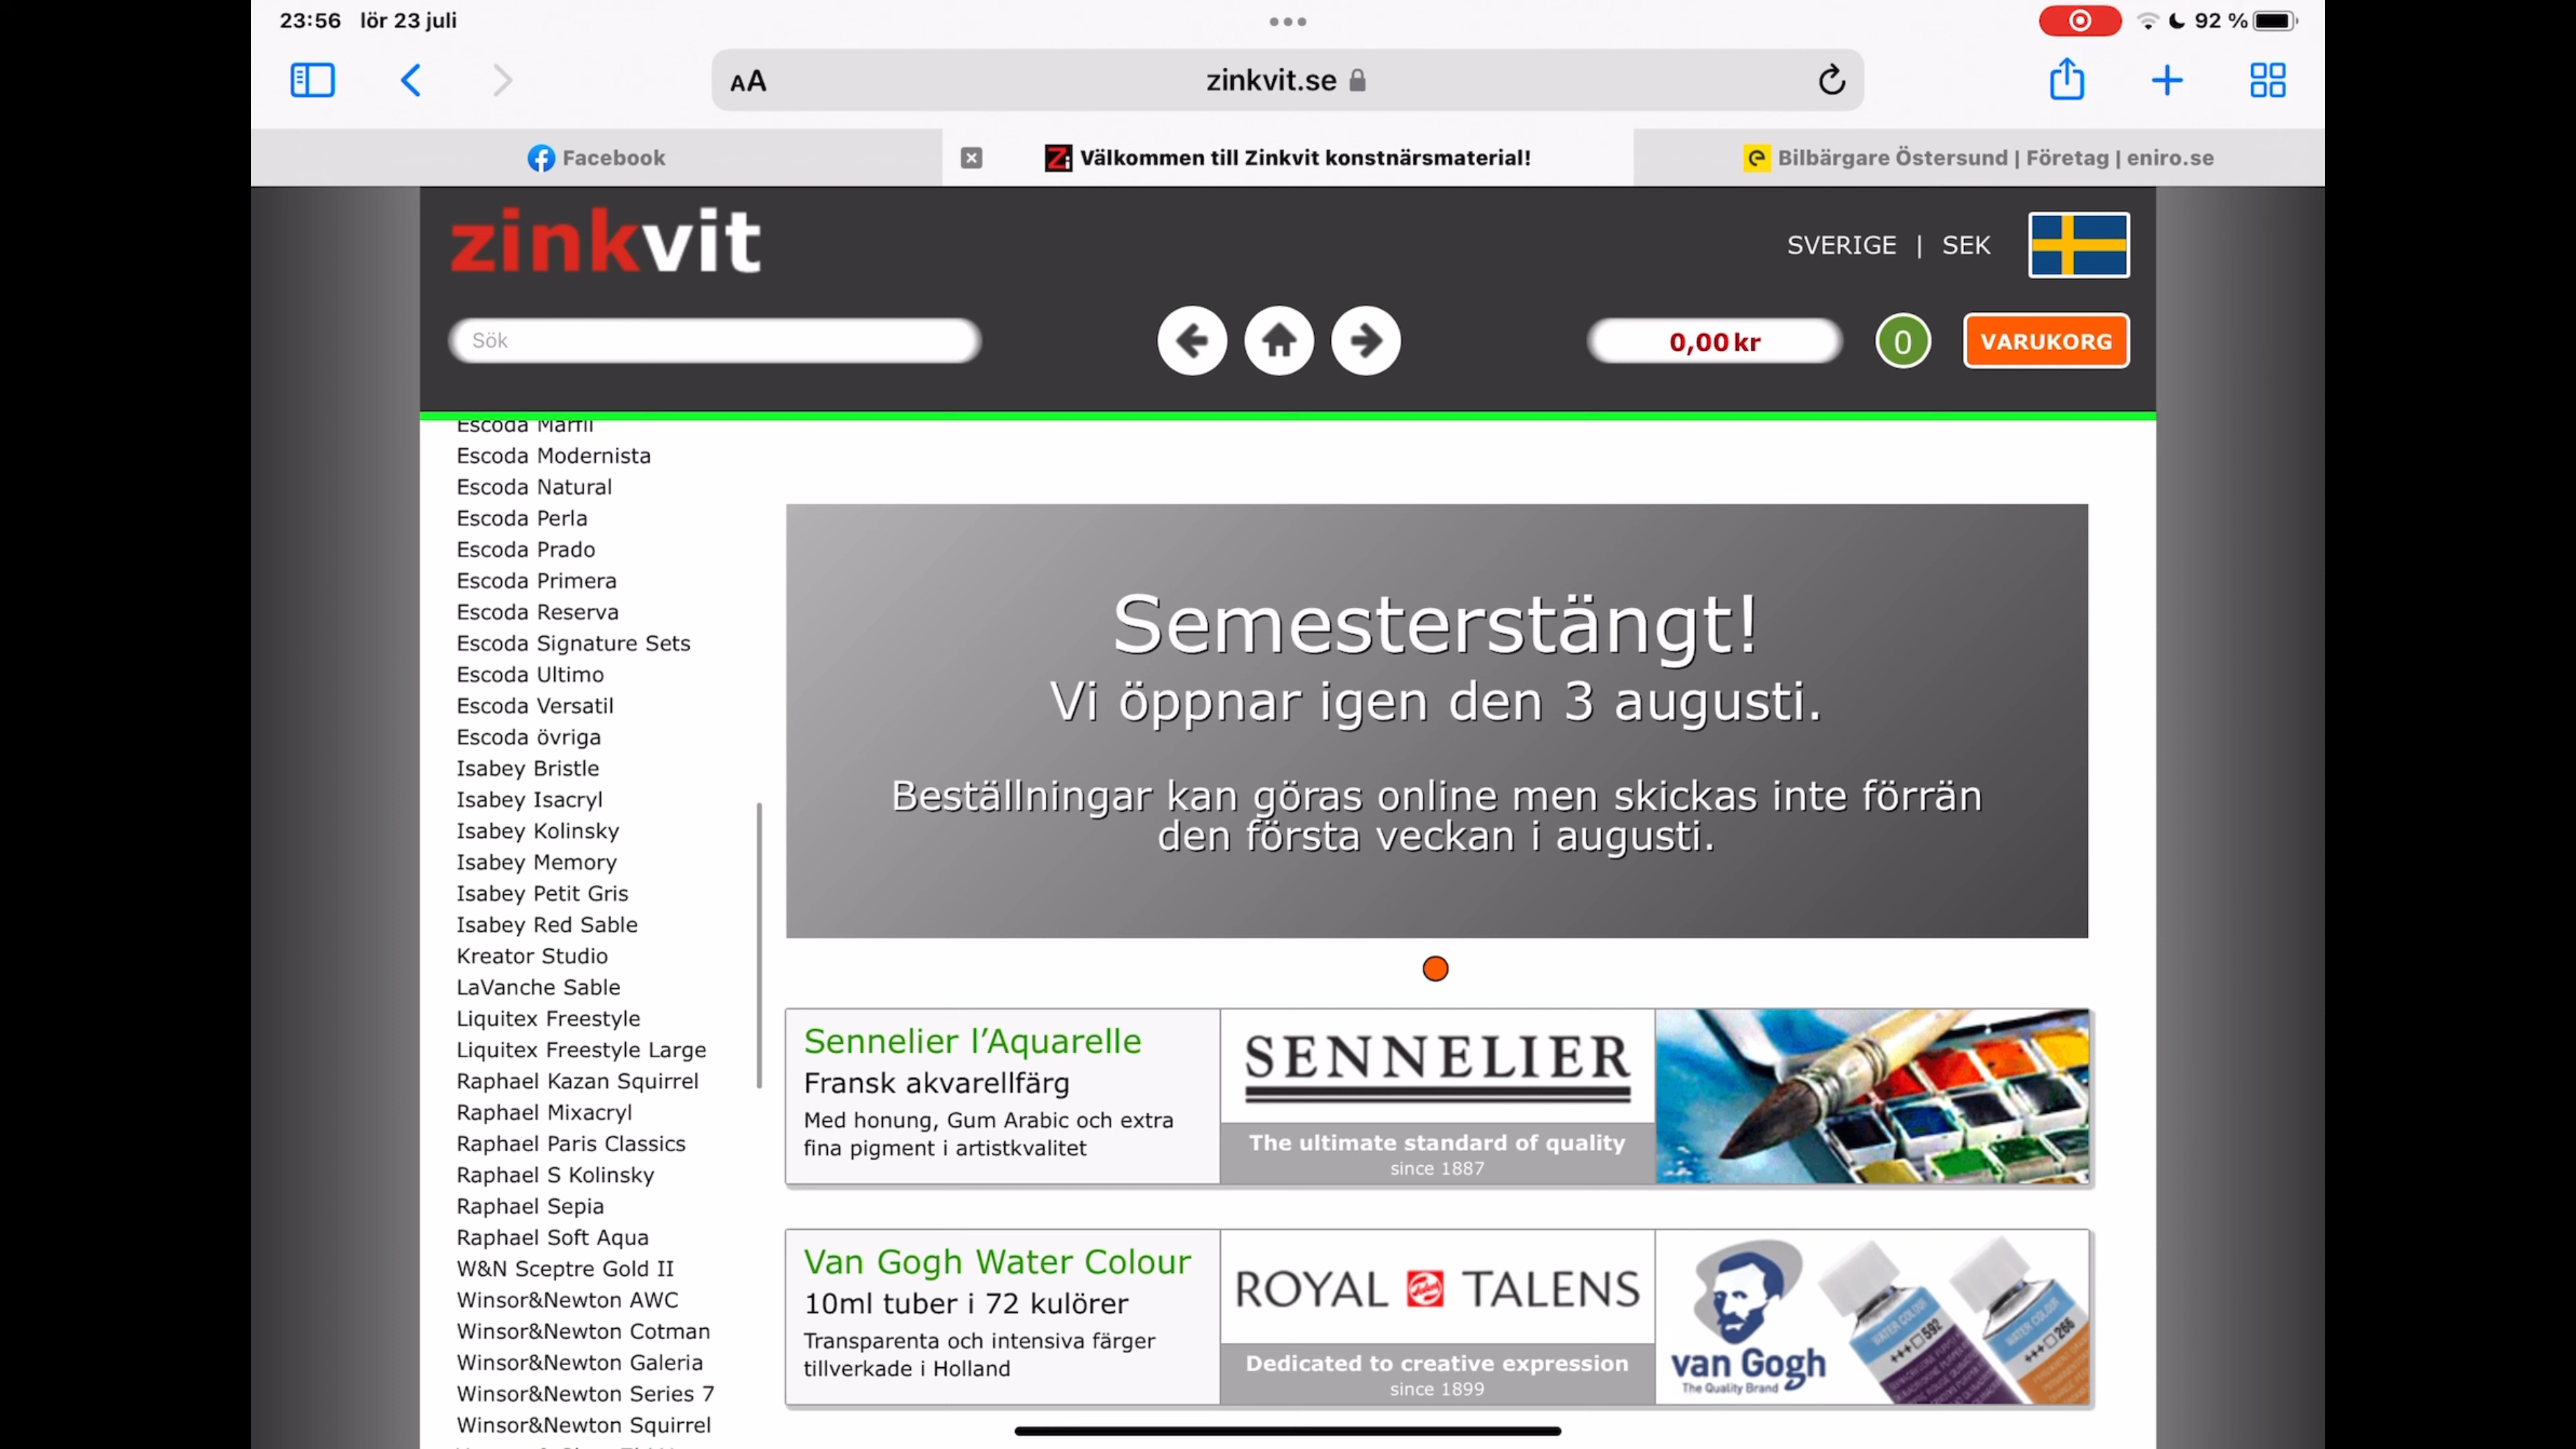 23:56 lör 23 juli
92 %
AA
zinkvit.se
Facebook
Välkommen till Zinkvit konstnärsmaterial!
Bilbärgare Östersund | Företag | eniro.se
zinkvit
SVERIGE | SEK
Sök
0,00 kr
0
VARUKORG
Escoda Marfil
Escoda Modernista
Escoda Natural
Escoda Perla
Escoda Prado
Escoda Primera
Escoda Reserva
Escoda Signature Sets
Escoda Ultimo
Escoda Versatil
Escoda övriga
Isabey Bristle
Isabey Isacryl
Isabey Kolinsky
Isabey Memory
Isabey Petit Gris
Isabey Red Sable
Kreator Studio
LaVanche Sable
Liquitex Freestyle
Liquitex Freestyle Large
Raphael Kazan Squirrel
Raphael Mixacryl
Raphael Paris Classics
Raphael S Kolinsky
Raphael Sepia
Raphael Soft Aqua
W&N Sceptre Gold II
Winsor&Newton AWC
Winsor&Newton Cotman
Winsor&Newton Galeria
Winsor&Newton Series 7
Winsor&Newton Squirrel
Semesterstängt!
Vi öppnar igen den 3 augusti.
Beställningar kan göras online men skickas inte förrän
den första veckan i augusti.
Sennelier l’Aquarelle
Fransk akvarellfärg
Med honung, Gum Arabic och extra
fina pigment i artistkvalitet
SENNELIER
The ultimate standard of quality
since 1887
Van Gogh Water Colour
10ml tuber i 72 kulörer
Transparenta och intensiva färger
tillverkade i Holland
ROYAL TALENS
Dedicated to creative expression
since 1899
van Gogh
The Quality Brand
WATER COLOUR
+++ 592
WATER COLOUR
+++ 266